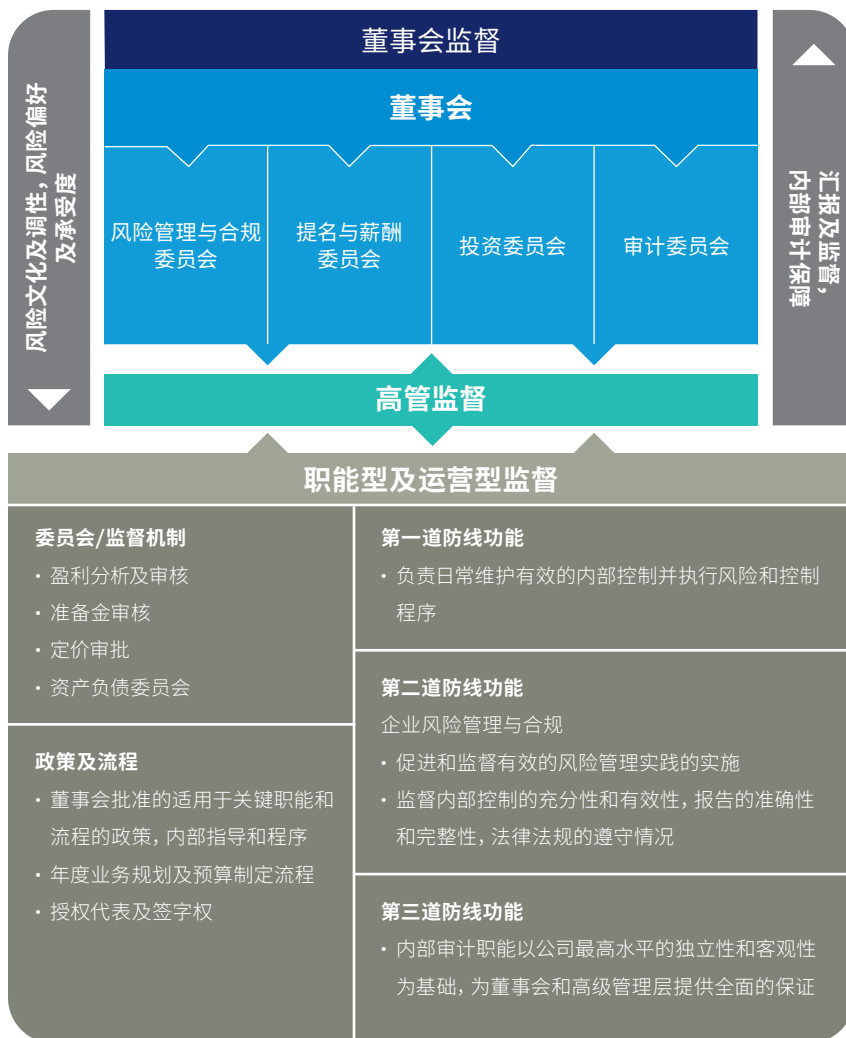 董事会监督
董事会
风险管理与合规
委员会
提名与薪酬
委员会
投资委员会
审计委员会
风险文化及调性，风险偏好
及承受度
汇报及监督，
内部审计保障
高管监督
职能型及运营型监督
委员会/监督机制
• 盈利分析及审核
• 准备金审核
• 定价审批
• 资产负债委员会
政策及流程
• 董事会批准的适用于关键职能和
流程的政策，内部指导和程序
• 年度业务规划及预算制定流程
• 授权代表及签字权
第一道防线功能
• 负责日常维护有效的内部控制并执行风险和控制
程序
第二道防线功能
企业风险管理与合规
• 促进和监督有效的风险管理实践的实施
• 监督内部控制的充分性和有效性，报告的准确性
和完整性，法律法规的遵守情况
第三道防线功能
• 内部审计职能以公司最高水平的独立性和客观性
为基础，为董事会和高级管理层提供全面的保证